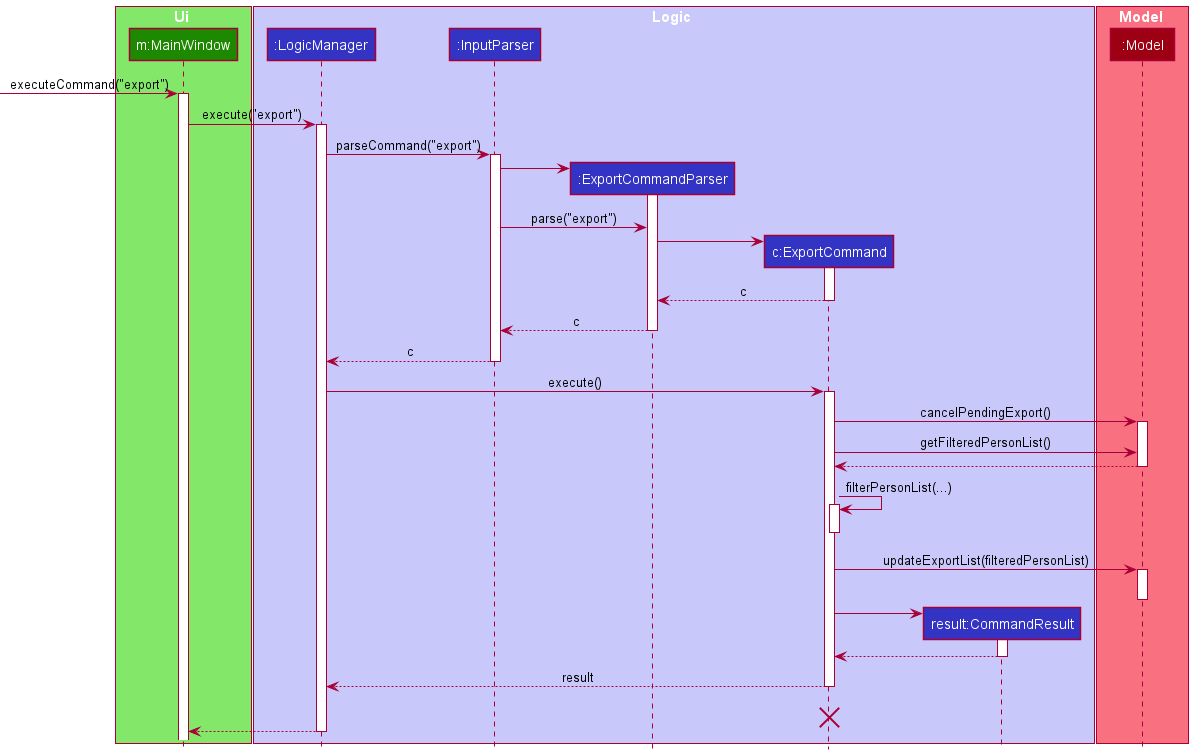 Ui
Logic
Model
m:MainWindow
:LogicManager
:InputParser
:Model
executeCommand("export")
execute("export")
parseCommand("export")
:ExportCommandParser
parse("export")
c:ExportCommand
c
c
c
execute()
cancelPendingExport()
getFilteredPersonList()
filterPersonList(...)
updateExportList(filteredPersonList)
result:CommandResult
result